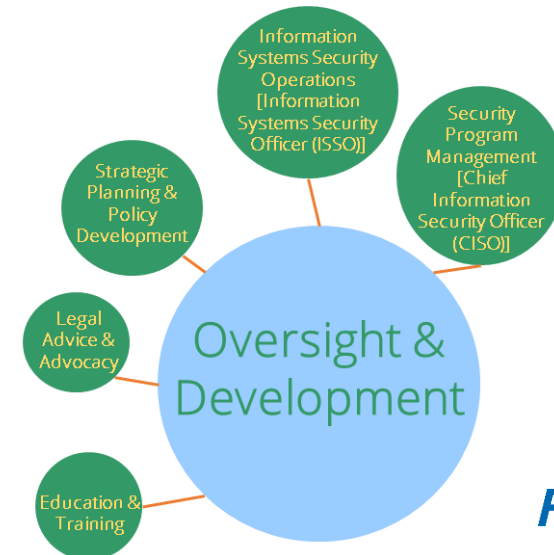 Information
Systems Security
Operations
[Information
Systems Security
Officer (ISSO)]
Security
Program
Management
[Chief
Information
Security Officer
(CISO)]
Strategic
Planning &
Policy
Development
Legal
Advice &
Advocacy
Education &
Training
Oversight &
Development